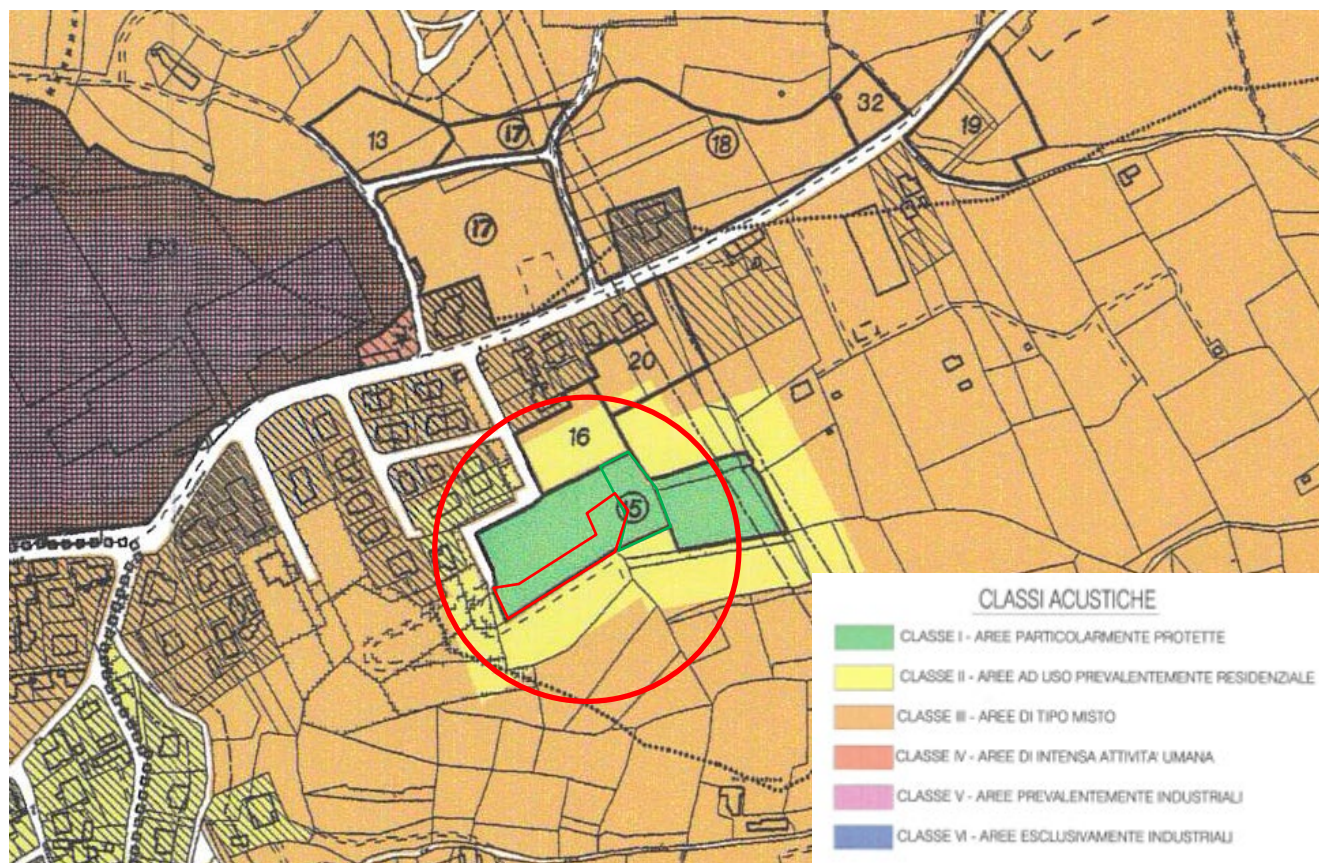 13
17
18
32
19
17
20
16
15
CLASSI ACUSTICHE
CLASSE I - AREE PARTICOLARMENTE PROTETTE
CLASSE II - AREE AD USO PREVALENTEMENTE RESIDENZIALE
CLASSE III - AREE DI TIPO MISTO
CLASSE IV - AREE DI INTENSA ATTIVITA' UMANA
CLASSE V - AREE PREVALENTEMENTE INDUSTRIALI
CLASSE VI - AREE ESCLUSIVAMENTE INDUSTRIALI